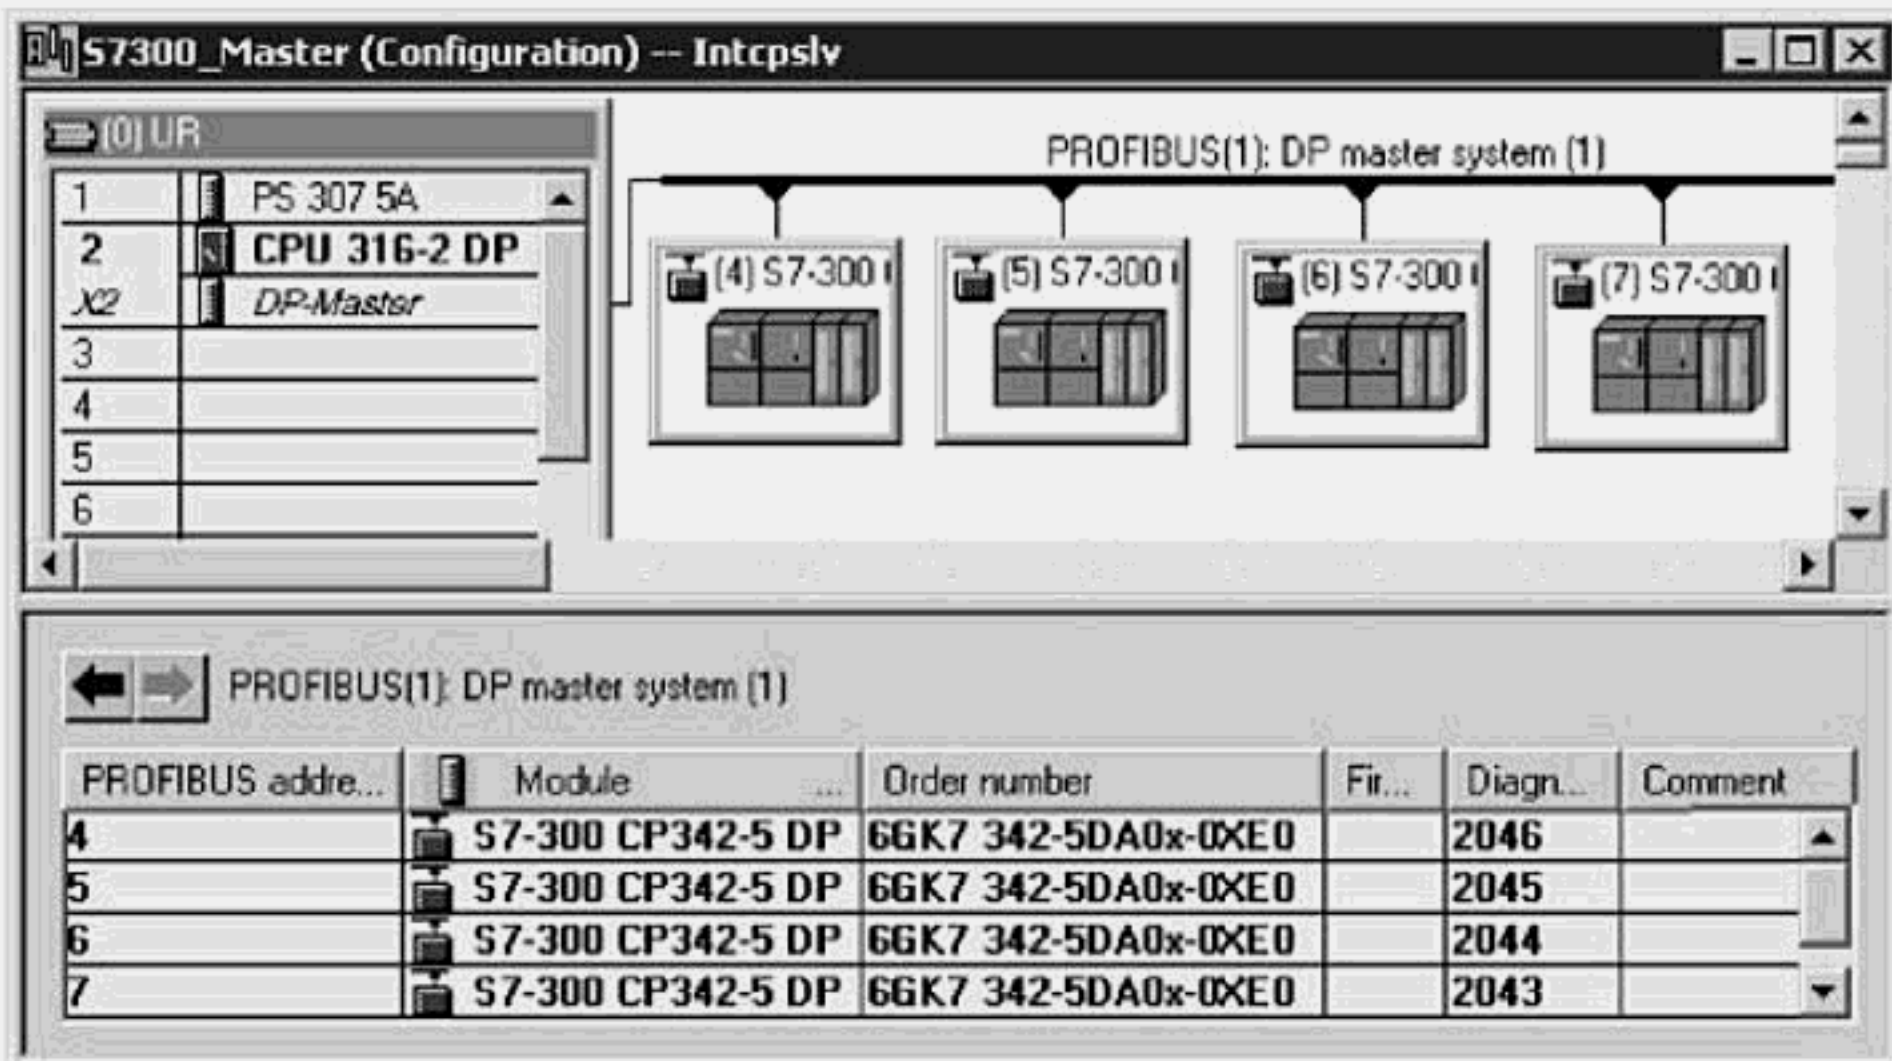 S7300_Master (Configuration) -- Intcpslv
(0) UR
1 PS 307 5A
2 CPU 316-2 DP
X2 DP-Master
3
4
5
6
PROFIBUS(1): DP master system (1)
(4) S7-300 (5) S7-300 (6) S7-300 (7) S7-300
PROFIBUS(1): DP master system (1)
PROFIBUS addre... Module ... Order number Fir... Diagn... Comment
4 S7-300 CP342-5 DP 6GK7 342-5DA0x-0XE0 2046
5 S7-300 CP342-5 DP 6GK7 342-5DA0x-0XE0 2045
6 S7-300 CP342-5 DP 6GK7 342-5DA0x-0XE0 2044
7 S7-300 CP342-5 DP 6GK7 342-5DA0x-0XE0 2043